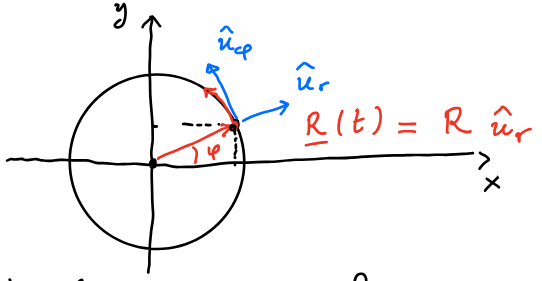 y
û_φ
û_r
R(t) = R û_r
φ
x